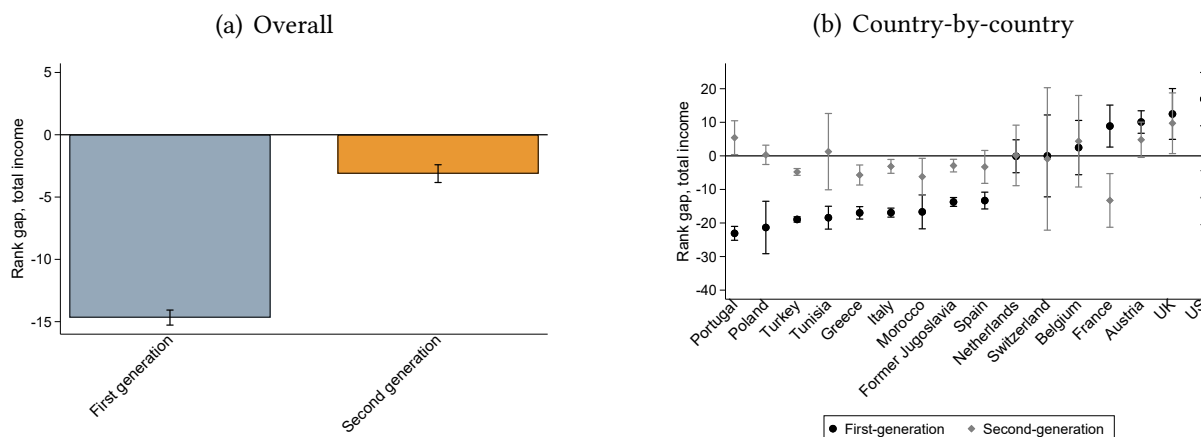 (a) Overall
Rank gap, total income
5
0
-5
-10
-15
First generation
Second generation
(b) Country-by-country
Rank gap, total income
20
10
0
-10
-20
-30
-40
Portugal
Poland
Turkey
Tunisia
Greece
Italy
Morocco
Former Jugoslavia
Spain
Netherlands
Switzerland
Belgium
France
Austria
UK
US
First-generation
Second-generation